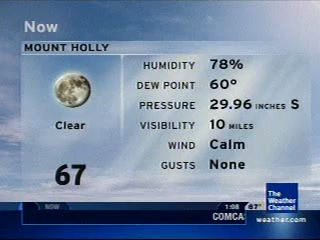 Now
MOUNT HOLLY
HUMIDITY 78%
DEW POINT 60°
PRESSURE 29.96 INCHES S
VISIBILITY 10 MILES
WIND Calm
GUSTS None
Clear
67
NOW
1:08 67°
COMCAS
The
Weather
Channel
weather.com